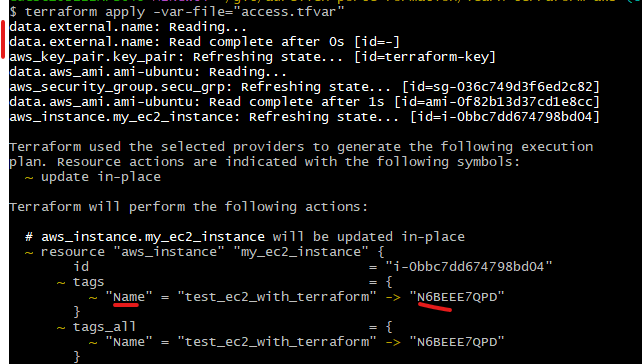 $ terraform apply -var-file="access.tfvar"
data.external.name: Reading...
data.external.name: Read complete after 0s [id=-]
aws_key_pair.key_pair: Refreshing state... [id=terraform-key]
data.aws_ami.ami-ubuntu: Reading...
aws_security_group.secu_grp: Refreshing state... [id=sg-036c749d3f6ed2c82]
data.aws_ami.ami-ubuntu: Read complete after 1s [id=ami-0f82b13d37cd1e8cc]
aws_instance.my_ec2_instance: Refreshing state... [id=i-0bbc7dd674798bd04]
Terraform used the selected providers to generate the following execution
plan. Resource actions are indicated with the following symbols:
~ update in-place
Terraform will perform the following actions:
# aws_instance.my_ec2_instance will be updated in-place
~ resource "aws_instance" "my_ec2_instance" {
id = "i-0bbc7dd674798bd04"
~ tags = {
~ "Name" = "test_ec2_with_terraform" -> "N6BEEE7QPD"
}
~ tags_all = {
~ "Name" = "test_ec2_with_terraform" -> "N6BEEE7QPD"
}